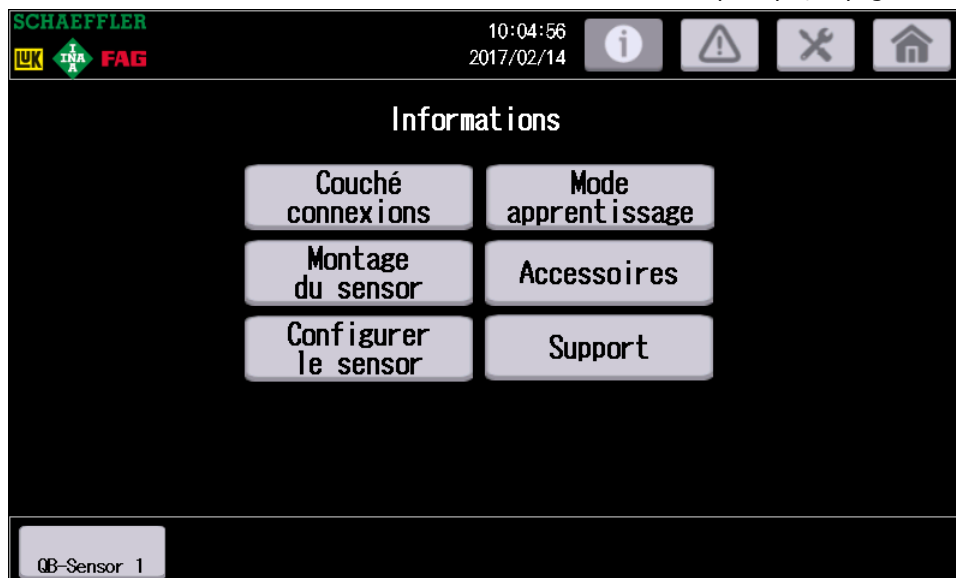 SCHAEFFLER
LUK INA FAG
10:04:56
2017/02/14
Informations
Couché
connexions
Mode
apprentissage
Montage
du sensor
Accessoires
Configurer
le sensor
Support
QB-Sensor 1